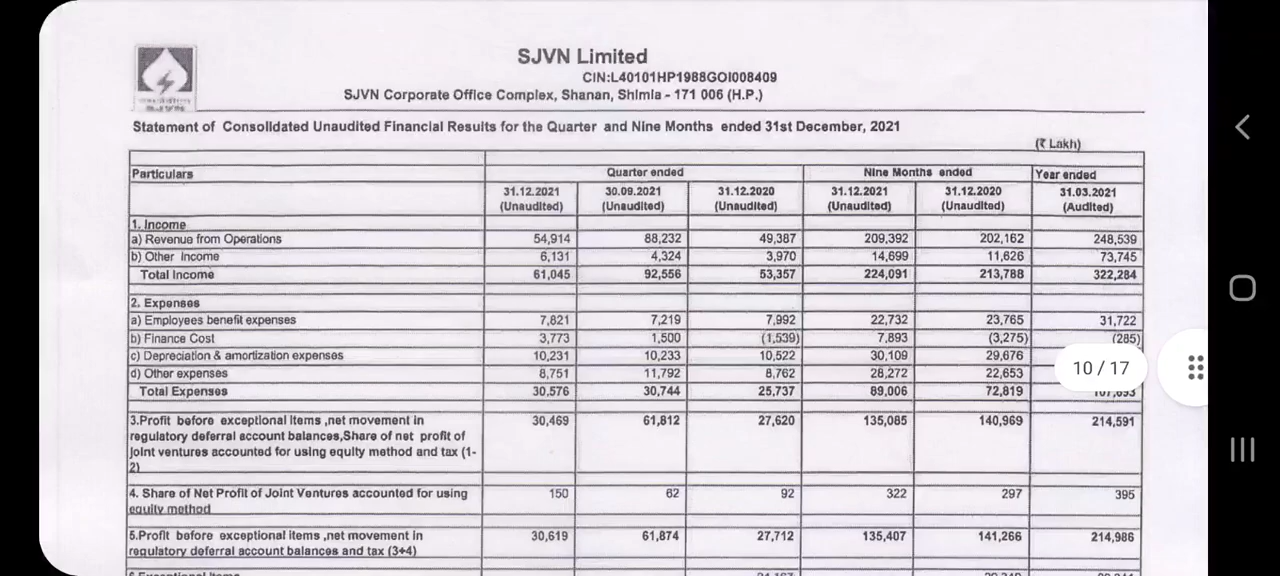 SJVN Limited
CIN:L40101HP1988GOI008409
SJVN Corporate Office Complex, Shanan, Shimla - 171 006 (H.P.)
Statement of Consolidated Unaudited Financial Results for the Quarter and Nine Months ended 31st December, 2021
(₹ Lakh)
Particulars Quarter ended Nine Months ended Year ended
31.12.2021 30.09.2021 31.12.2020 31.12.2021 31.12.2020 31.03.2021
(Unaudited) (Unaudited) (Unaudited) (Unaudited) (Unaudited) (Audited)
1. Income
a) Revenue from Operations 54,914 88,232 49,387 209,392 202,162 248,539
b) Other Income 6,131 4,324 3,970 14,699 11,626 73,745
Total Income 61,045 92,556 53,357 224,091 213,788 322,284
2. Expenses
a) Employees benefit expenses 7,821 7,219 7,992 22,732 23,765 31,722
b) Finance Cost 3,773 1,500 (1,539) 7,893 (3,275) (285)
c) Depreciation & amortization expenses 10,231 10,233 10,522 30,109 29,676
10 / 17
d) Other expenses 8,751 11,792 8,762 28,272 22,653
Total Expenses 30,576 30,744 25,737 89,006 72,819 107,693
3.Profit before exceptional items ,net movement in 30,469 61,812 27,620 135,085 140,969 214,591
regulatory deferral account balances,Share of net profit of
joint ventures accounted for using equity method and tax (1-
2)
4. Share of Net Profit of Joint Ventures accounted for using 150 62 92 322 297 395
equity method
5.Profit before exceptional items ,net movement in 30,619 61,874 27,712 135,407 141,266 214,986
regulatory deferral account balances and tax (3+4)